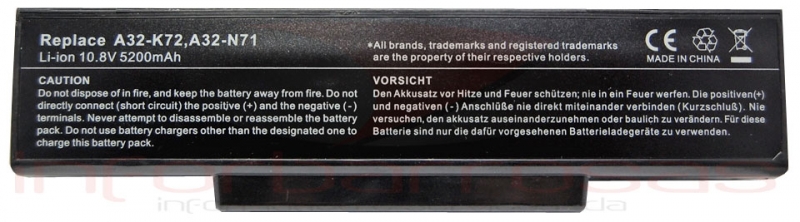 Replace A32-K72,A32-N71
Li-ion 10.8V 5200mAh
*All brands, trademarks and registered trademarks
are the property of their respective holders.
CE
MADE IN CHINA
CAUTION
Do not dispose of in fire, and keep the battery away from fire. Do not
directly connect (short circuit) the positive (+) and the negative (-)
terminals. Never attempt to disassemble or reassemble the battery
pack. Do not use battery chargers other than the designated one to
charge this battery pack.
VORSICHT
Den Akkusatz vor Hitze und Feuer schützen; nie in ein Feuer werfen. Die positiven(+)
und negativen (-) Anschlüße nie direkt miteinander verbinden (Kurzschluß). Nie
versuchen, den akkusatz auseinanderzunehmen oder baulich zu verändern. Für diese
Batterie sind nur die dafür vorgesehenen Batterieladegeräte zu verwenden.